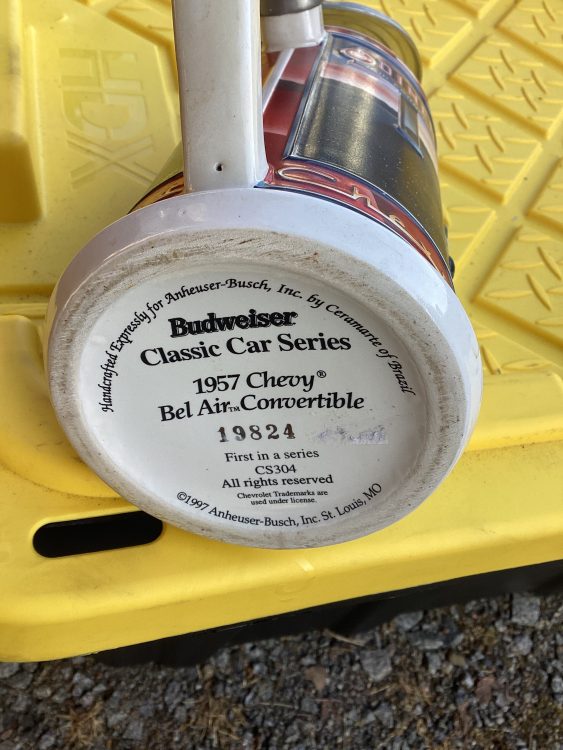 HDX
Che
Handcrafted Expressly for Anheuser-Busch, Inc. by Ceramarte of Brazil
Budweiser
Classic Car Series
1957 Chevy®
Bel Air™ Convertible
19824
First in a series
CS304
All rights reserved
Chevrolet Trademarks are
used under license.
©1997 Anheuser-Busch, Inc. St. Louis, MO